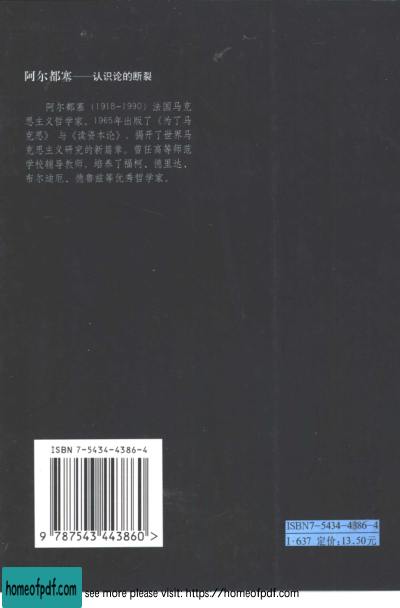 阿尔都塞——认识论的断裂
阿尔都塞(1918-1990)法国马克
思主义哲学家。1965年出版了《为了马
克思》与《读资本论》,揭开了世界马
克思主义研究的新篇章。曾任高等师范
学校辅导教师,培养了福柯、德里达、
布尔迪厄、德鲁兹等优秀哲学家。
ISBN 7-5434-4386-4
9 787543 443860 >
ISBN7-5434-4386-4
1·637 定价:13.50元
homeofpdf.com
see more please visit: https://homeofpdf.com